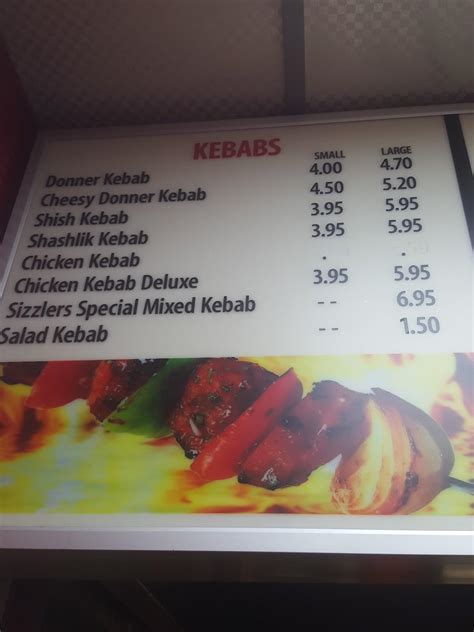 KEBABS SMALL LARGE
Donner Kebab 4.00 4.70
Cheesy Donner Kebab 4.50 5.20
Shish Kebab 3.95 5.95
Shashlik Kebab 3.95 5.95
Chicken Kebab . .
Chicken Kebab Deluxe 3.95 5.95
Sizzlers Special Mixed Kebab -- 6.95
Salad Kebab -- 1.50